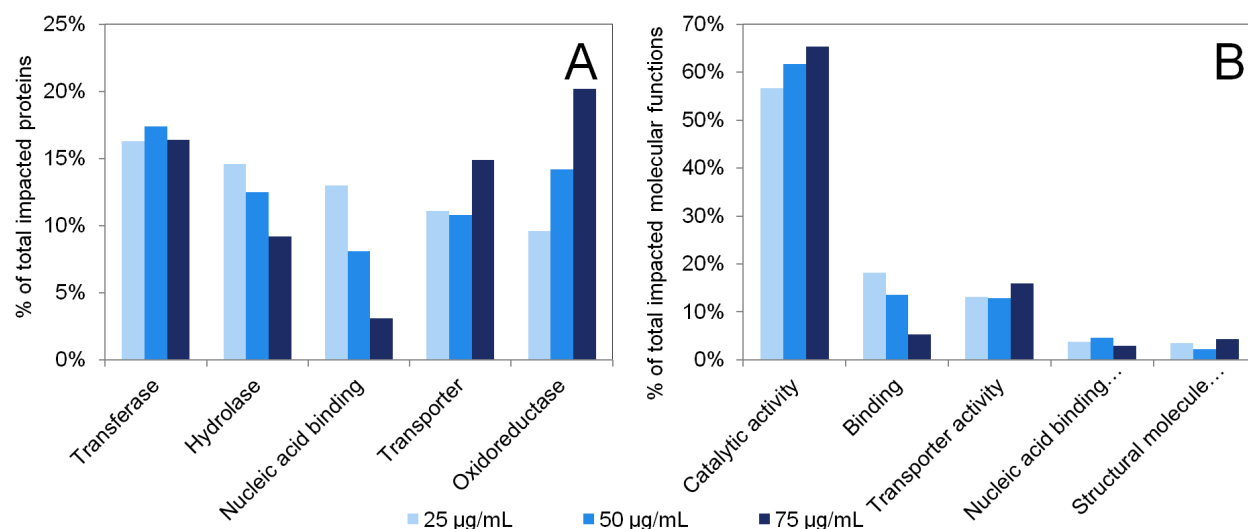 A
% of total impacted proteins
25%
20%
15%
10%
5%
0%
Transferase
Hydrolase
Nucleic acid binding
Transporter
Oxidoreductase
B
% of total impacted molecular functions
70%
60%
50%
40%
30%
20%
10%
0%
Catalytic activity
Binding
Transporter activity
Nucleic acid binding…
Structural molecule…
25 µg/mL
50 µg/mL
75 µg/mL